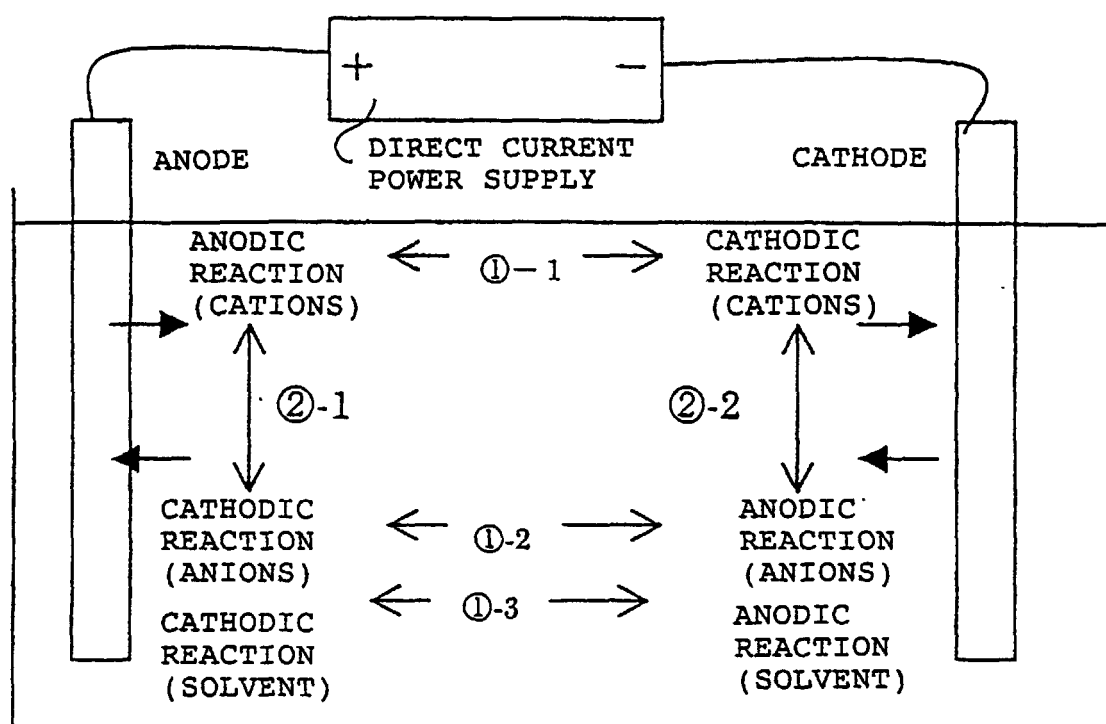 + −
DIRECT CURRENT
POWER SUPPLY
ANODE
CATHODE
ANODIC
REACTION
(CATIONS)
①−1
CATHODIC
REACTION
(CATIONS)
②-1
②-2
CATHODIC
REACTION
(ANIONS)
①-2
ANODIC
REACTION
(ANIONS)
①-3
CATHODIC
REACTION
(SOLVENT)
ANODIC
REACTION
(SOLVENT)